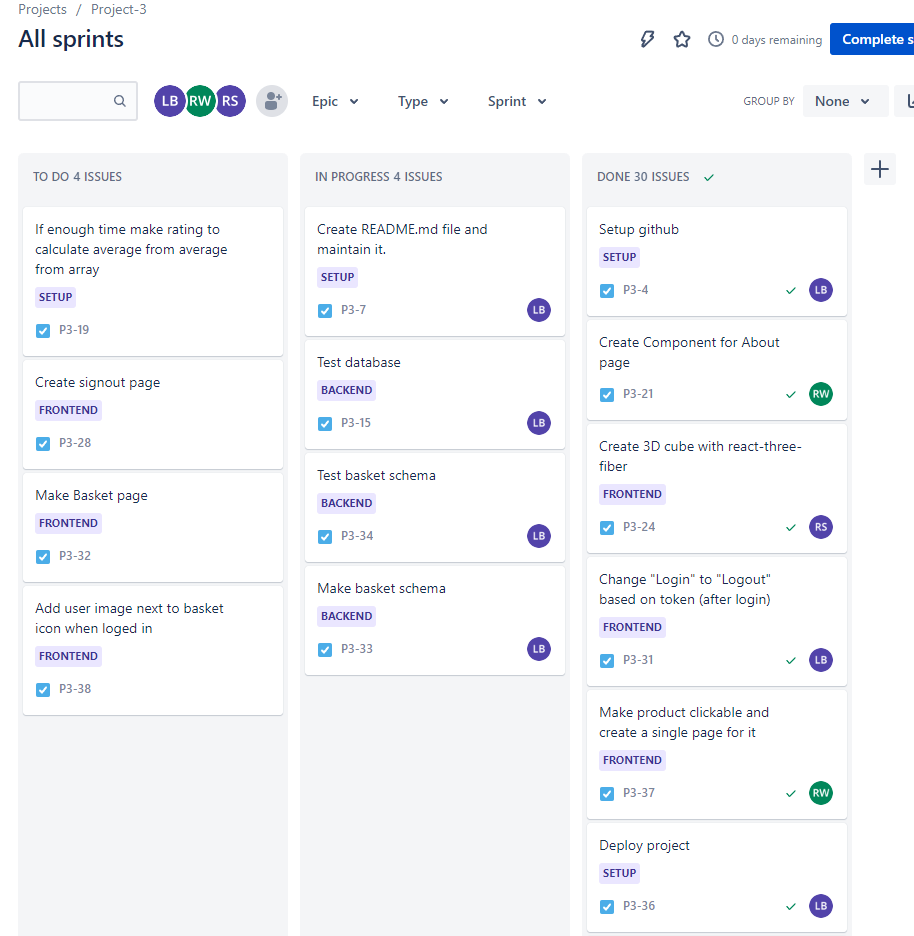 Projects / Project-3
All sprints
0 days remaining
Complete s
LB RW RS
Epic
Type
Sprint
GROUP BY
None
TO DO 4 ISSUES
If enough time make rating to
calculate average from average
from array
SETUP
P3-19
Create signout page
FRONTEND
P3-28
Make Basket page
FRONTEND
P3-32
Add user image next to basket
icon when loged in
FRONTEND
P3-38
IN PROGRESS 4 ISSUES
Create README.md file and
maintain it.
SETUP
P3-7 LB
Test database
BACKEND
P3-15 LB
Test basket schema
BACKEND
P3-34 LB
Make basket schema
BACKEND
P3-33 LB
DONE 30 ISSUES
Setup github
SETUP
P3-4 LB
Create Component for About
page
P3-21 RW
Create 3D cube with react-three-
fiber
FRONTEND
P3-24 RS
Change "Login" to "Logout"
based on token (after login)
FRONTEND
P3-31 LB
Make product clickable and
create a single page for it
FRONTEND
P3-37 RW
Deploy project
SETUP
P3-36 LB